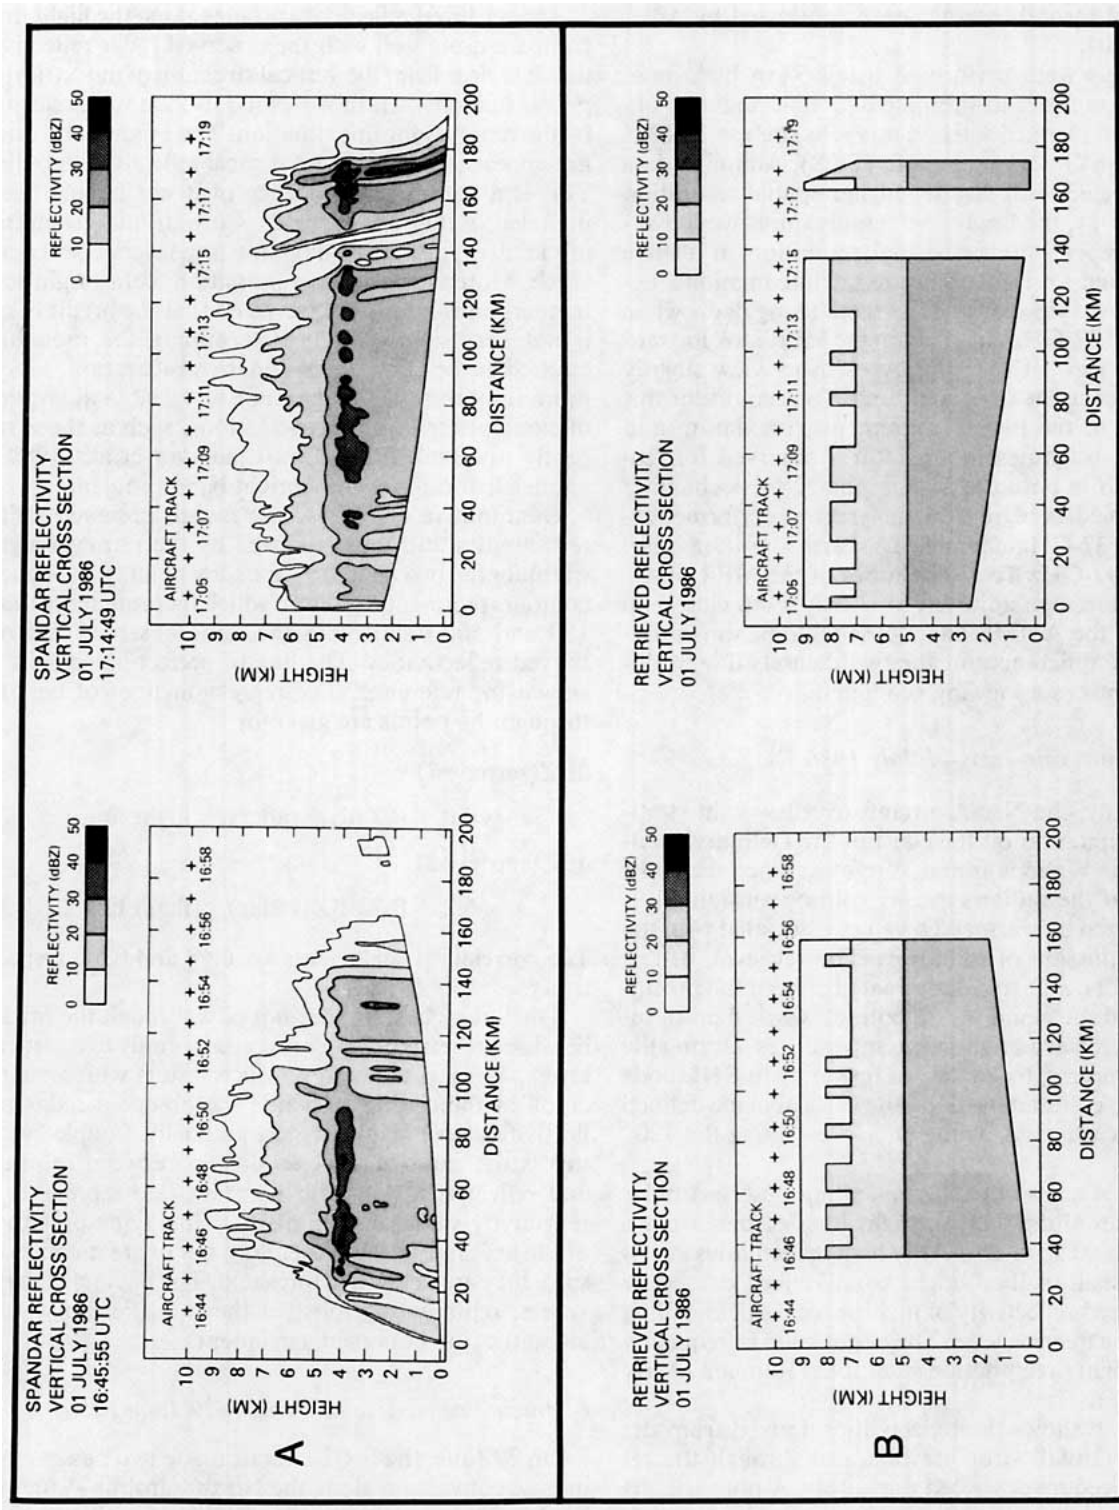 A
SPANDAR REFLECTIVITY
VERTICAL CROSS SECTION
01 JULY 1986
16:45:55 UTC
REFLECTIVITY (dBZ)
0 10 20 30 40 50
AIRCRAFT TRACK
16:44 16:46 16:48 16:50 16:52 16:54 16:56 16:58
HEIGHT (KM)
10
9
8
7
6
5
4
3
2
1
0
0 20 40 60 80 100 120 140 160 180 200
DISTANCE (KM)
SPANDAR REFLECTIVITY
VERTICAL CROSS SECTION
01 JULY 1986
17:14:49 UTC
REFLECTIVITY (dBZ)
0 10 20 30 40 50
AIRCRAFT TRACK
17:05 17:07 17:09 17:11 17:13 17:15 17:17 17:19
HEIGHT (KM)
10
9
8
7
6
5
4
3
2
1
0
0 20 40 60 80 100 120 140 160 180 200
DISTANCE (KM)
B
RETRIEVED REFLECTIVITY
VERTICAL CROSS SECTION
01 JULY 1986
REFLECTIVITY (dBZ)
0 10 20 30 40 50
AIRCRAFT TRACK
16:44 16:46 16:48 16:50 16:52 16:54 16:56 16:58
HEIGHT (KM)
10
9
8
7
6
5
4
3
2
1
0
0 20 40 60 80 100 120 140 160 180 200
DISTANCE (KM)
RETRIEVED REFLECTIVITY
VERTICAL CROSS SECTION
01 JULY 1986
REFLECTIVITY (dBZ)
0 10 20 30 40 50
AIRCRAFT TRACK
17:05 17:07 17:09 17:11 17:13 17:15 17:17 17:19
HEIGHT (KM)
10
9
8
7
6
5
4
3
2
1
0
0 20 40 60 80 100 120 140 160 180 200
DISTANCE (KM)